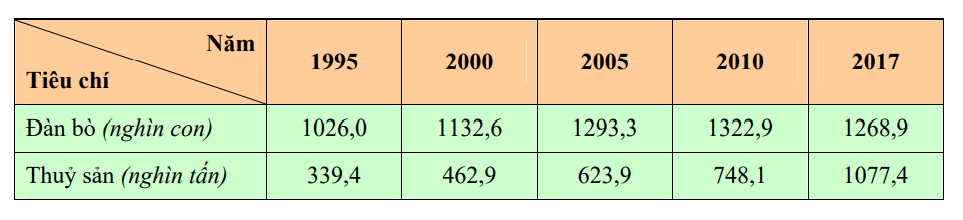 Năm
Tiêu chí
1995 2000 2005 2010 2017
Đàn bò (nghìn con) 1026,0 1132,6 1293,3 1322,9 1268,9
Thuỷ sản (nghìn tấn) 339,4 462,9 623,9 748,1 1077,4